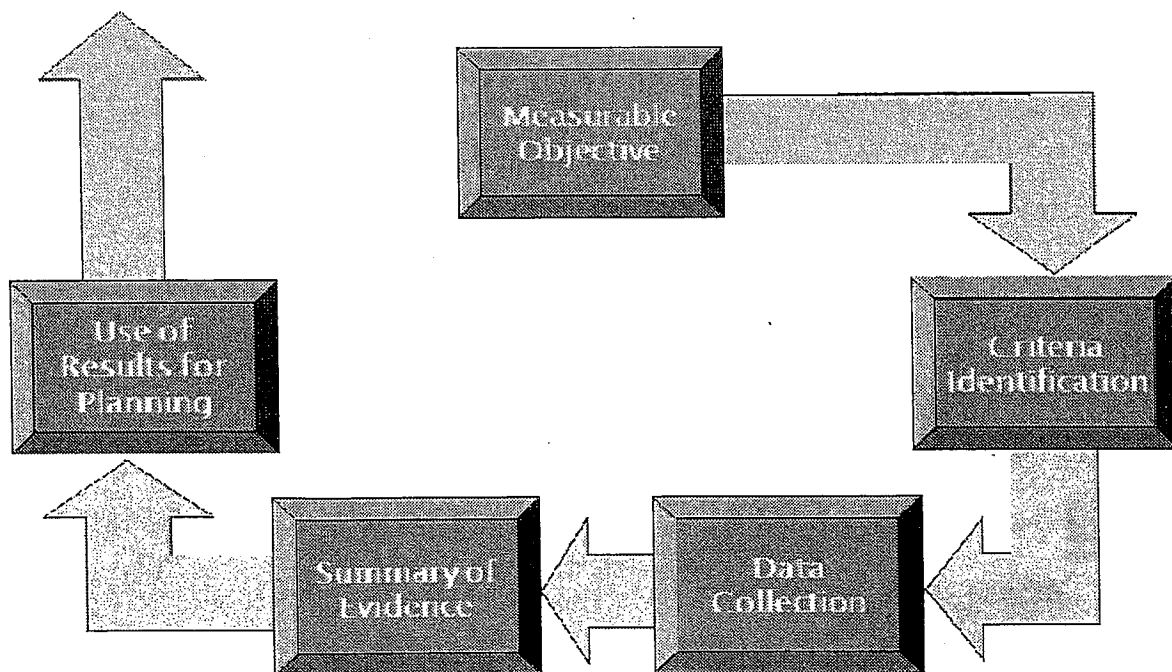 Measurable
Objective
Criteria
Identification
Data
Collection
Summary of
Evidence
Use of
Results for
Planning